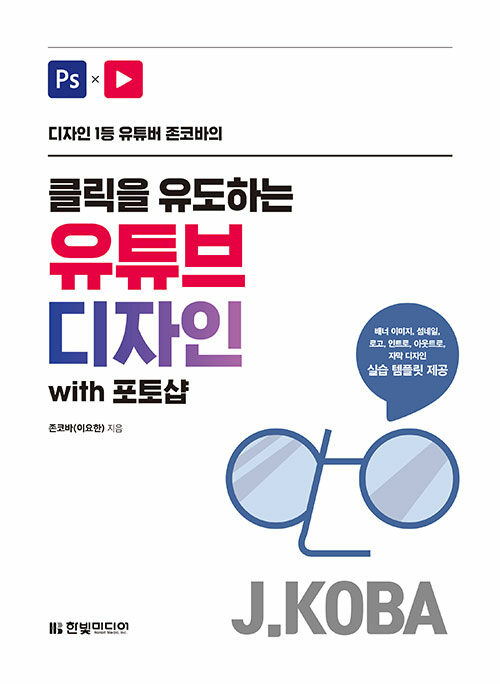 Ps ×
디자인 1등 유튜버 존코바의
클릭을 유도하는
유튜브
디자인
with 포토샵
존코바(이요한) 지음
배너 이미지, 섬네일,
로고, 인트로, 아웃트로,
자막 디자인
실습 템플릿 제공
J.KOBA
한빛미디어
Hanbit Media, Inc.